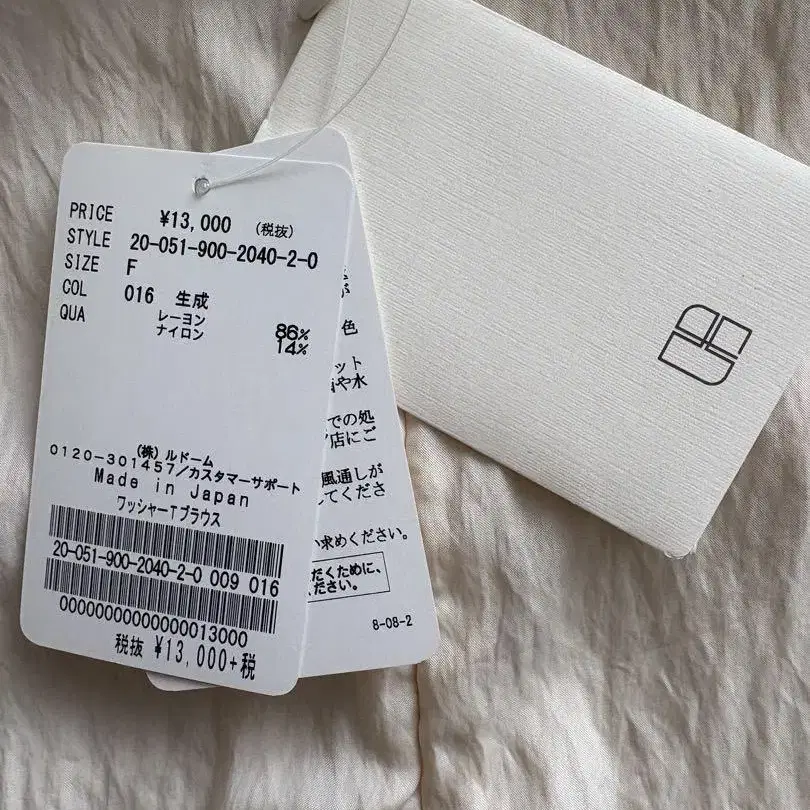 PRICE ¥13,000 (税抜)
STYLE 20-051-900-2040-2-0
SIZE F
COL 016 生成
QUA レーヨン 86%
ナイロン 14%
(株)ルドーム
0120-301457/カスタマーサポート
Made in Japan
ワッシャーTブラウス
20-051-900-2040-2-0 009 016
00000000000000013000
税抜 ¥13,000+税
が
色
ット
や水
での処
店にご
風通しが
してくださ
い求めください。
だくために、
ださい。
8-08-2